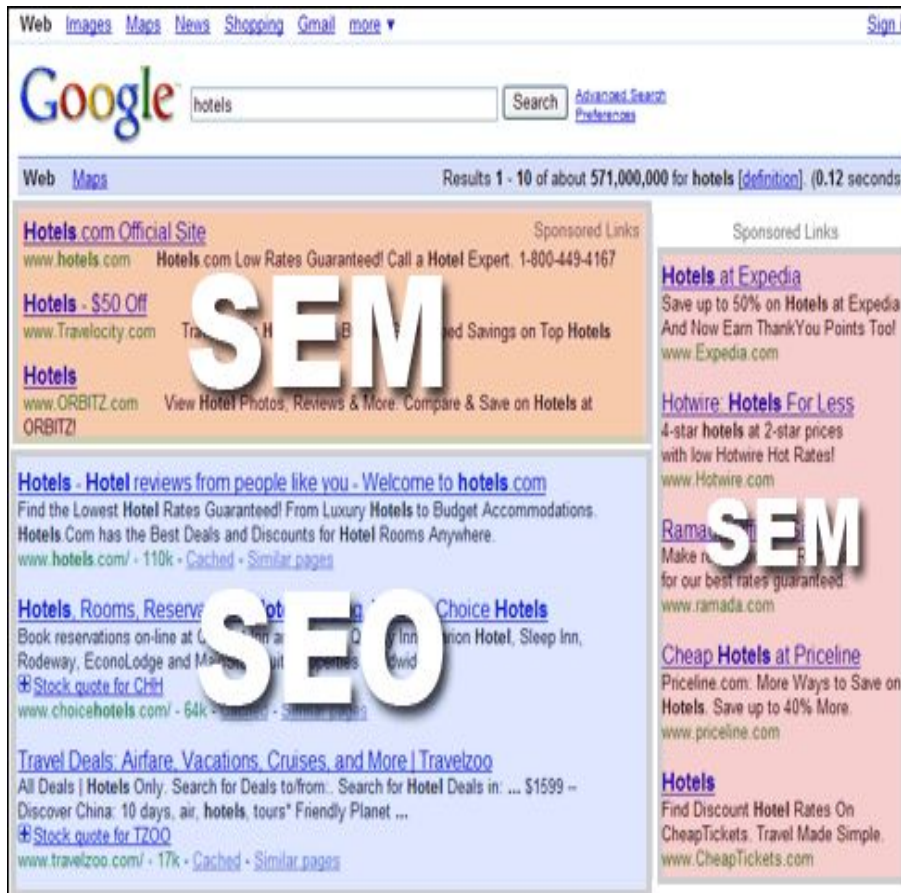 Web Images Maps News Shopping Gmail more ▼ Sign
Google hotels Search Advanced Search
Preferences
Web Maps Results 1 - 10 of about 571,000,000 for hotels [definition]. (0.12 seconds
Hotels.com Official Site Sponsored Links
www.hotels.com Hotels.com Low Rates Guaranteed! Call a Hotel Expert. 1-800-449-4167
Hotels - $50 Off
www.Travelocity.com Savings on Top Hotels
Hotels
www.ORBITZ.com View Hotel Photos, Reviews & More. Compare & Save on Hotels at
ORBITZ!
SEM
Hotels - Hotel reviews from people like you - Welcome to hotels.com
Find the Lowest Hotel Rates Guaranteed! From Luxury Hotels to Budget Accommodations.
Hotels.Com has the Best Deals and Discounts for Hotel Rooms Anywhere.
www.hotels.com/ - 110k - Cached - Similar pages
Hotels, Rooms, Choice Hotels
Book reservations on-line at Hotel, Sleep Inn,
Rodeway, EconoLodge and
Stock quote for CHH
www.choicehotels.com/ - 64k - Cached - Similar pages
SEO
Travel Deals: Airfare, Vacations, Cruises, and More | Travelzoo
All Deals | Hotels Only. Search for Deals to/from:. Search for Hotel Deals in: ... $1599 --
Discover China: 10 days, air, hotels, tours* Friendly Planet ...
Stock quote for TZOO
www.travelzoo.com/ - 17k - Cached - Similar pages
Sponsored Links
Hotels at Expedia
Save up to 50% on Hotels at Expedia
And Now Earn ThankYou Points Too!
www.Expedia.com
Hotwire: Hotels For Less
4-star hotels at 2-star prices
with low Hotwire Hot Rates!
www.Hotwire.com
SEM
Make
for our best rates guaranteed.
www.ramada.com
Cheap Hotels at Priceline
Priceline.com: More Ways to Save on
Hotels. Save up to 40% More.
www.priceline.com
Hotels
Find Discount Hotel Rates On
CheapTickets. Travel Made Simple.
www.CheapTickets.com